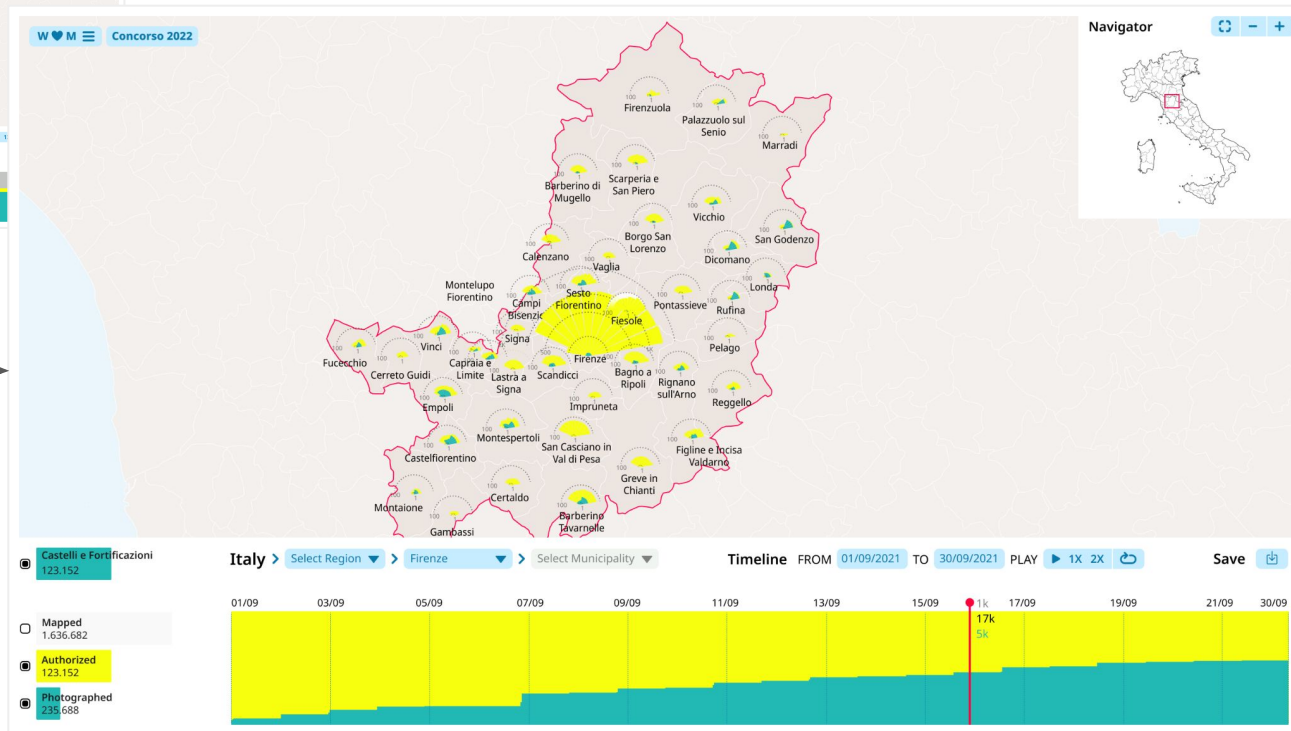 W ♥ M ☰ Concorso 2022
Navigator
Firenzuola
Palazzuolo sul
Senio
Marradi
Barberino di
Mugello
Scarperia e
San Piero
Vicchio
Borgo San
Lorenzo
San Godenzo
Calenzano
Dicomano
Vaglia
Londa
Montelupo
Fiorentino
Campi
Bisenzio
Sesto
Fiorentino
Fiesole
Pontassieve
Rufina
Signa
Vinci
Fucecchio
Cerreto Guidi
Capraia e
Limite
Lastra a
Signa
Scandicci
Firenze
Bagno a
Ripoli
Rignano
sull'Arno
Pelago
Reggello
Empoli
Impruneta
Montespertoli
Castelfiorentino
San Casciano in
Val di Pesa
Figline e Incisa
Valdarno
Greve in
Chianti
Montaione
Certaldo
Gambassi
Barberino
Tavarnelle
Castelli e Fortificazioni
123.152
Italy > Select Region ▼ > Firenze ▼ > Select Municipality ▼
Timeline FROM 01/09/2021 TO 30/09/2021 PLAY ▶ 1X 2X
Save
Mapped
1.636.682
Authorized
123.152
Photographed
235.688
01/09 03/09 05/09 07/09 09/09 11/09 13/09 15/09 1k 17/09 19/09 21/09 30/09
17k
5k